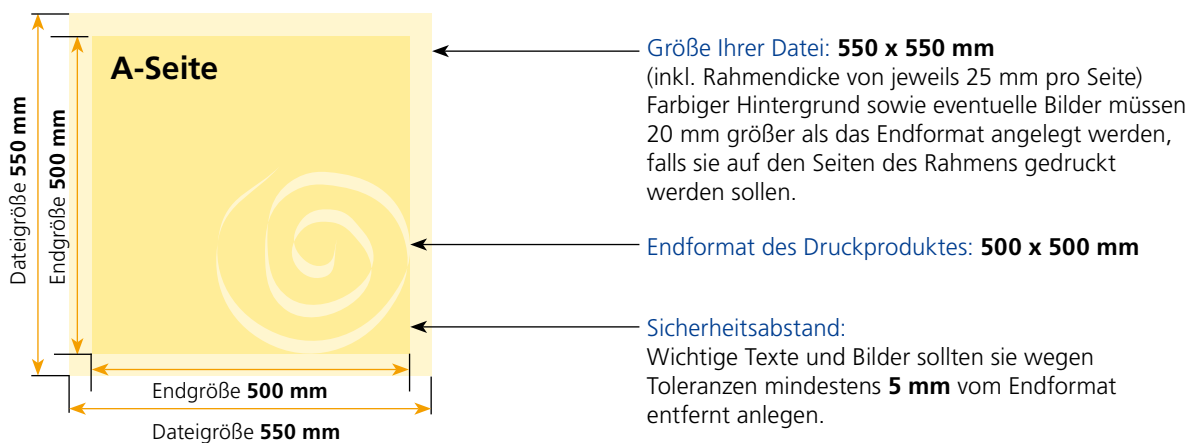 A-Seite
Dateigröße 550 mm
Endgröße 500 mm
Endgröße 500 mm
Dateigröße 550 mm
Größe Ihrer Datei: 550 x 550 mm
(inkl. Rahmendicke von jeweils 25 mm pro Seite)
Farbiger Hintergrund sowie eventuelle Bilder müssen
20 mm größer als das Endformat angelegt werden,
falls sie auf den Seiten des Rahmens gedruckt
werden sollen.
Endformat des Druckproduktes: 500 x 500 mm
Sicherheitsabstand:
Wichtige Texte und Bilder sollten sie wegen
Toleranzen mindestens 5 mm vom Endformat
entfernt anlegen.